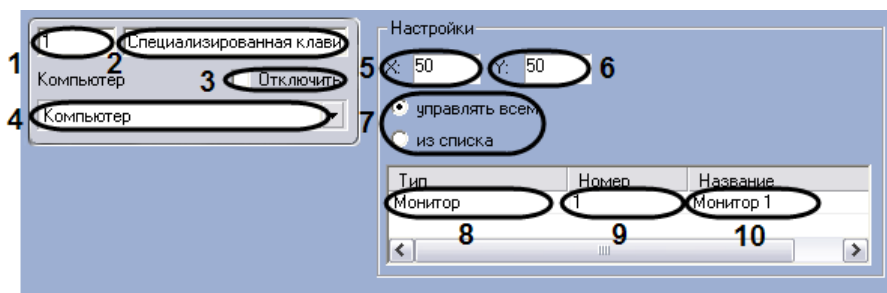 1 Специализированная клави
1 2
Компьютер 3 Отключить
4 Компьютер
Настройки
5 X: 50 Y: 50 6
7 управлять всем
из списка
Тип Номер Название
Монитор 1 Монитор 1
8 9 10